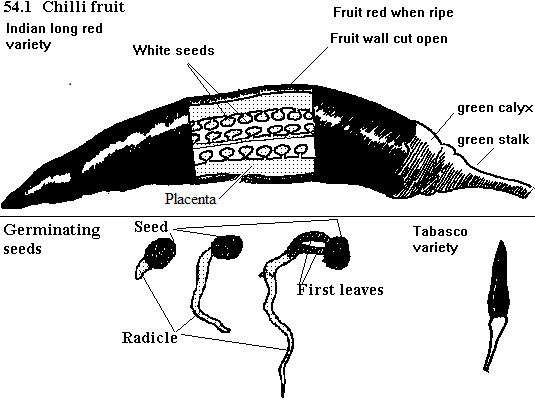 54.1 Chilli fruit
Indian long red
variety
Fruit red when ripe
Fruit wall cut open
White seeds
green calyx
green stalk
Placenta
Germinating
seeds
Seed
Tabasco
variety
First leaves
Radicle